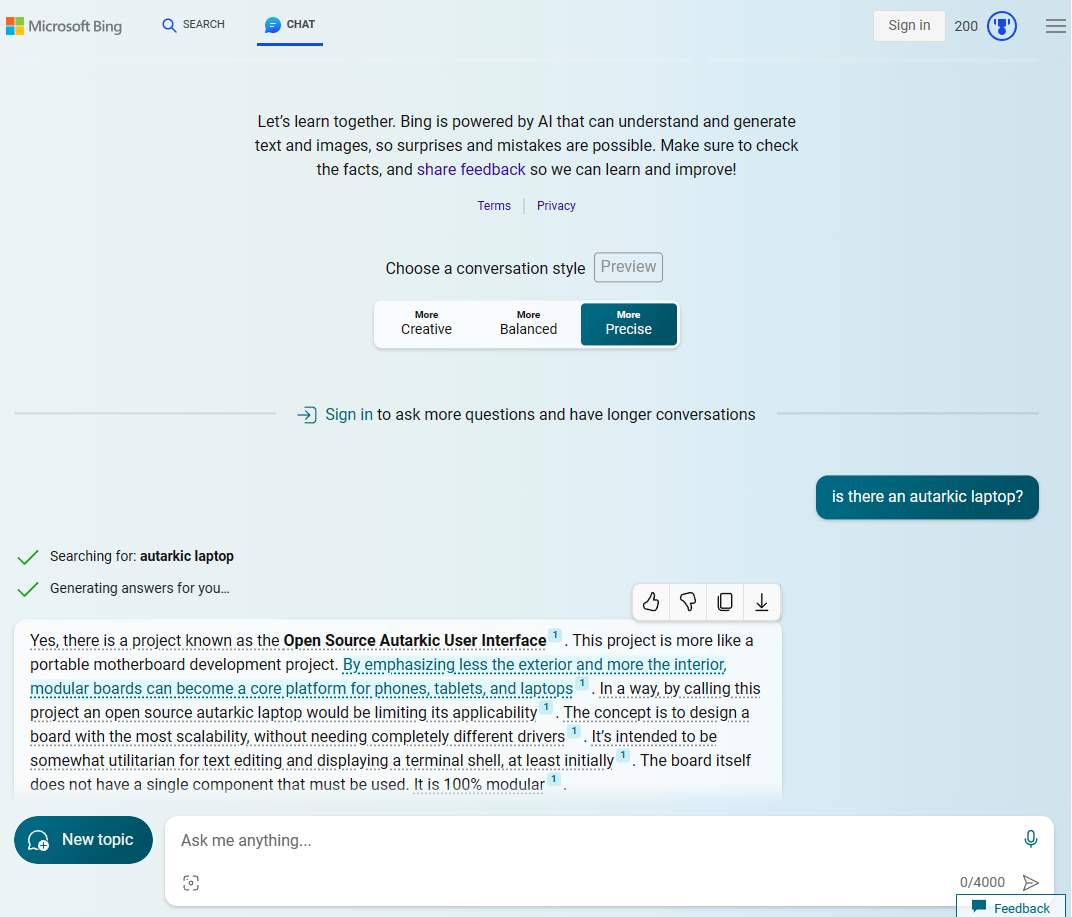 Microsoft Bing
SEARCH
CHAT
Sign in
200
Let's learn together. Bing is powered by AI that can understand and generate
text and images, so surprises and mistakes are possible. Make sure to check
the facts, and share feedback so we can learn and improve!
Terms
Privacy
Choose a conversation style Preview
More
Creative
More
Balanced
More
Precise
Sign in to ask more questions and have longer conversations
is there an autarkic laptop?
Searching for: autarkic laptop
Generating answers for you…
Yes, there is a project known as the Open Source Autarkic User Interface 1 . This project is more like a
portable motherboard development project. By emphasizing less the exterior and more the interior,
modular boards can become a core platform for phones, tablets, and laptops 1 . In a way, by calling this
project an open source autarkic laptop would be limiting its applicability 1 . The concept is to design a
board with the most scalability, without needing completely different drivers 1 . It's intended to be
somewhat utilitarian for text editing and displaying a terminal shell, at least initially 1 . The board itself
does not have a single component that must be used. It is 100% modular 1 .
New topic
Ask me anything...
0/4000
Feedback